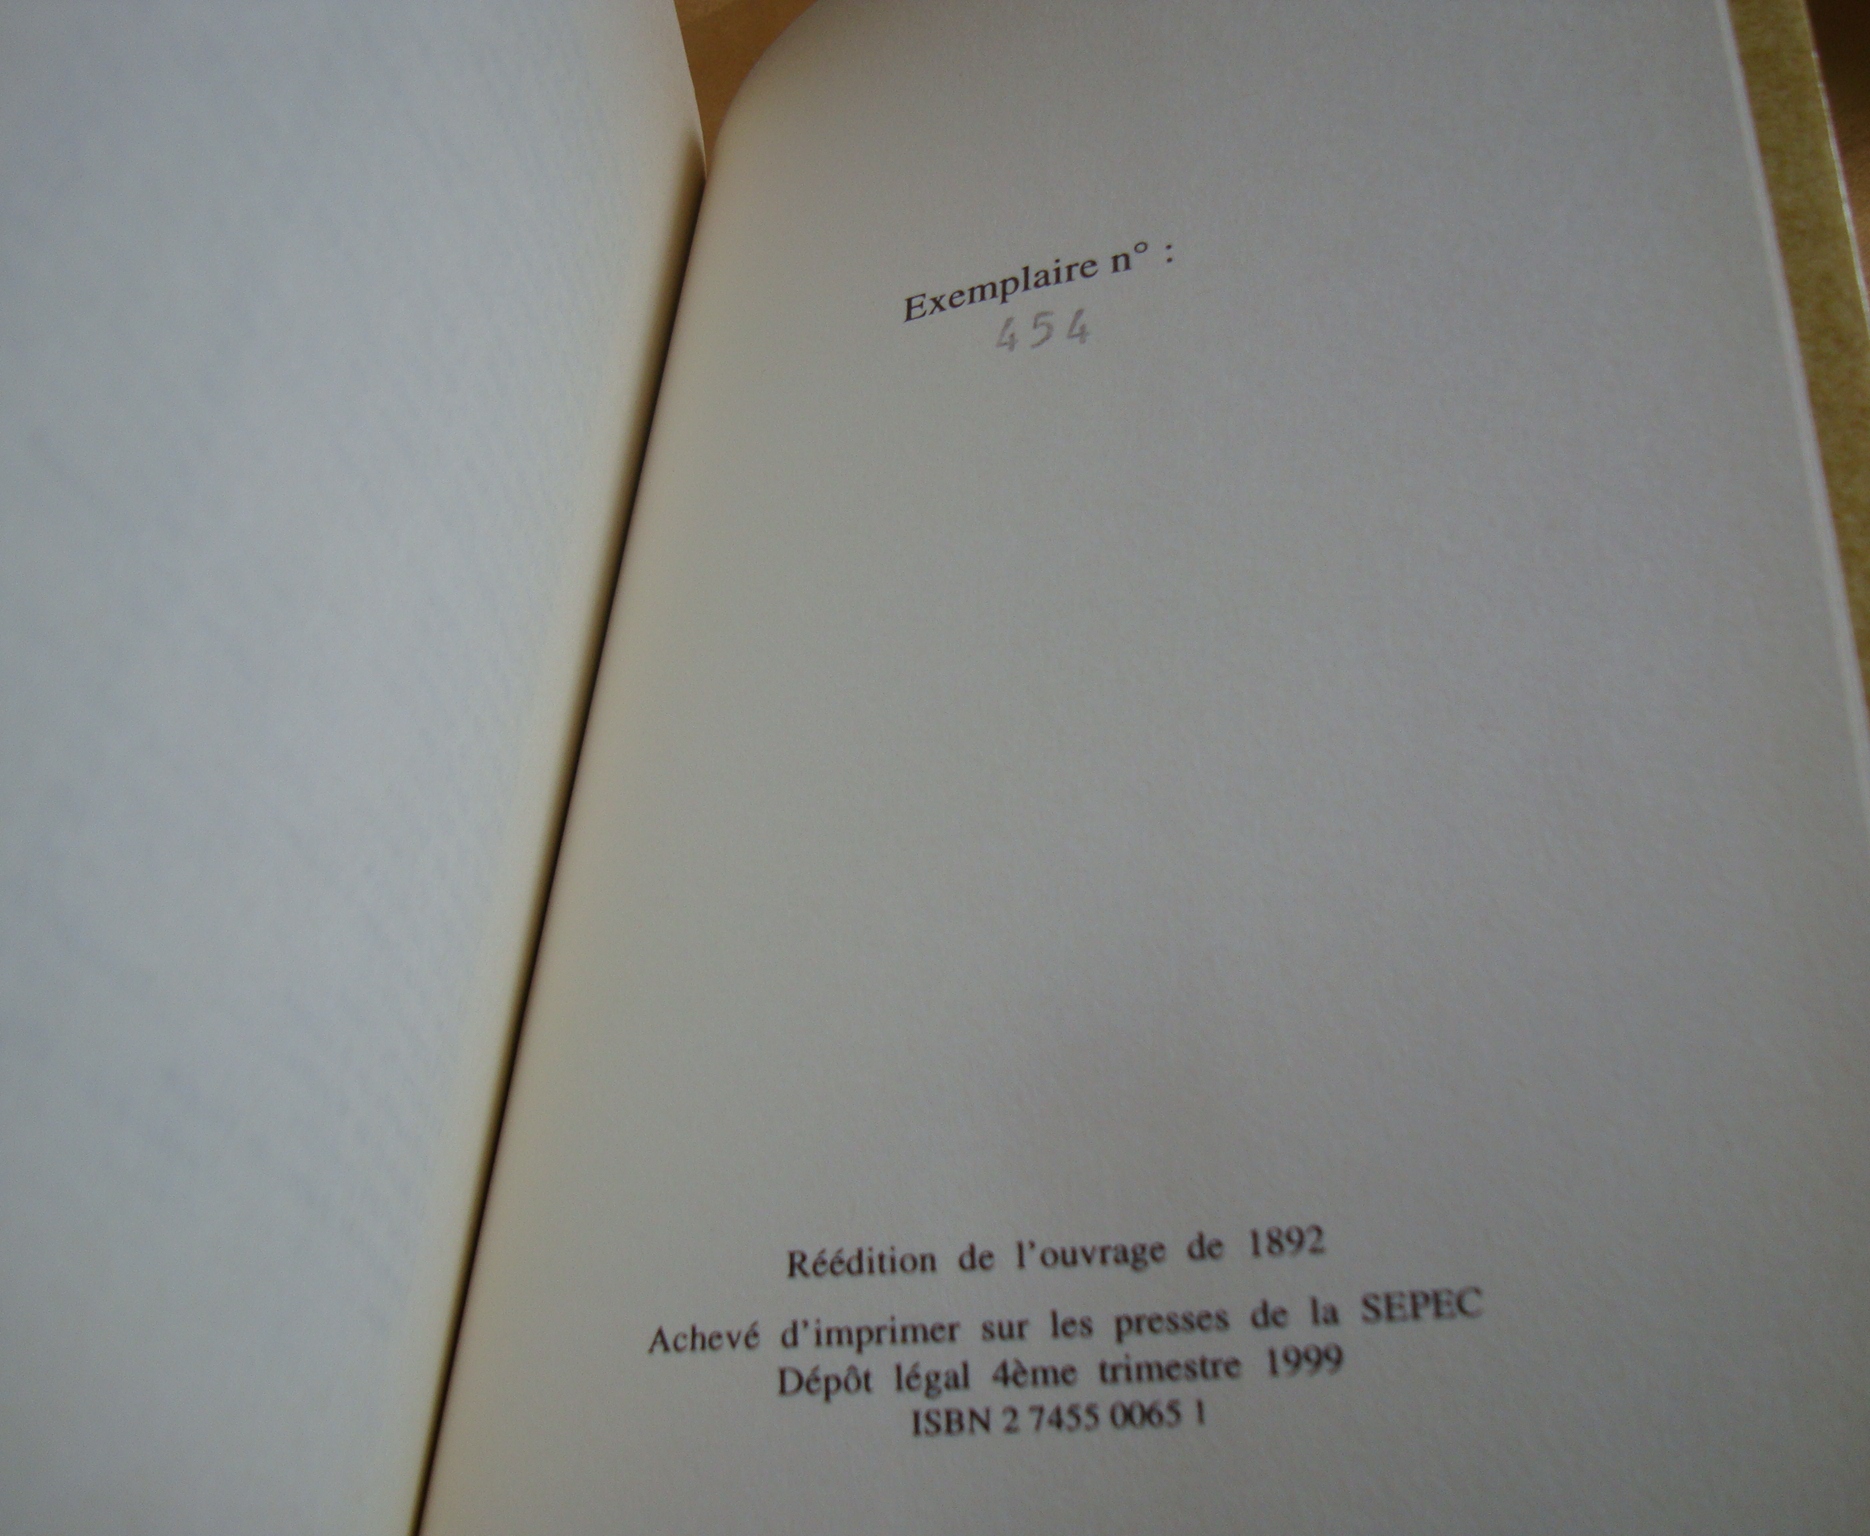 Exemplaire n° :
454
Réédition de l'ouvrage de 1892
Achevé d'imprimer sur les presses de la SEPEC
Dépôt légal 4ème trimestre 1999
ISBN 2 7455 0065 1